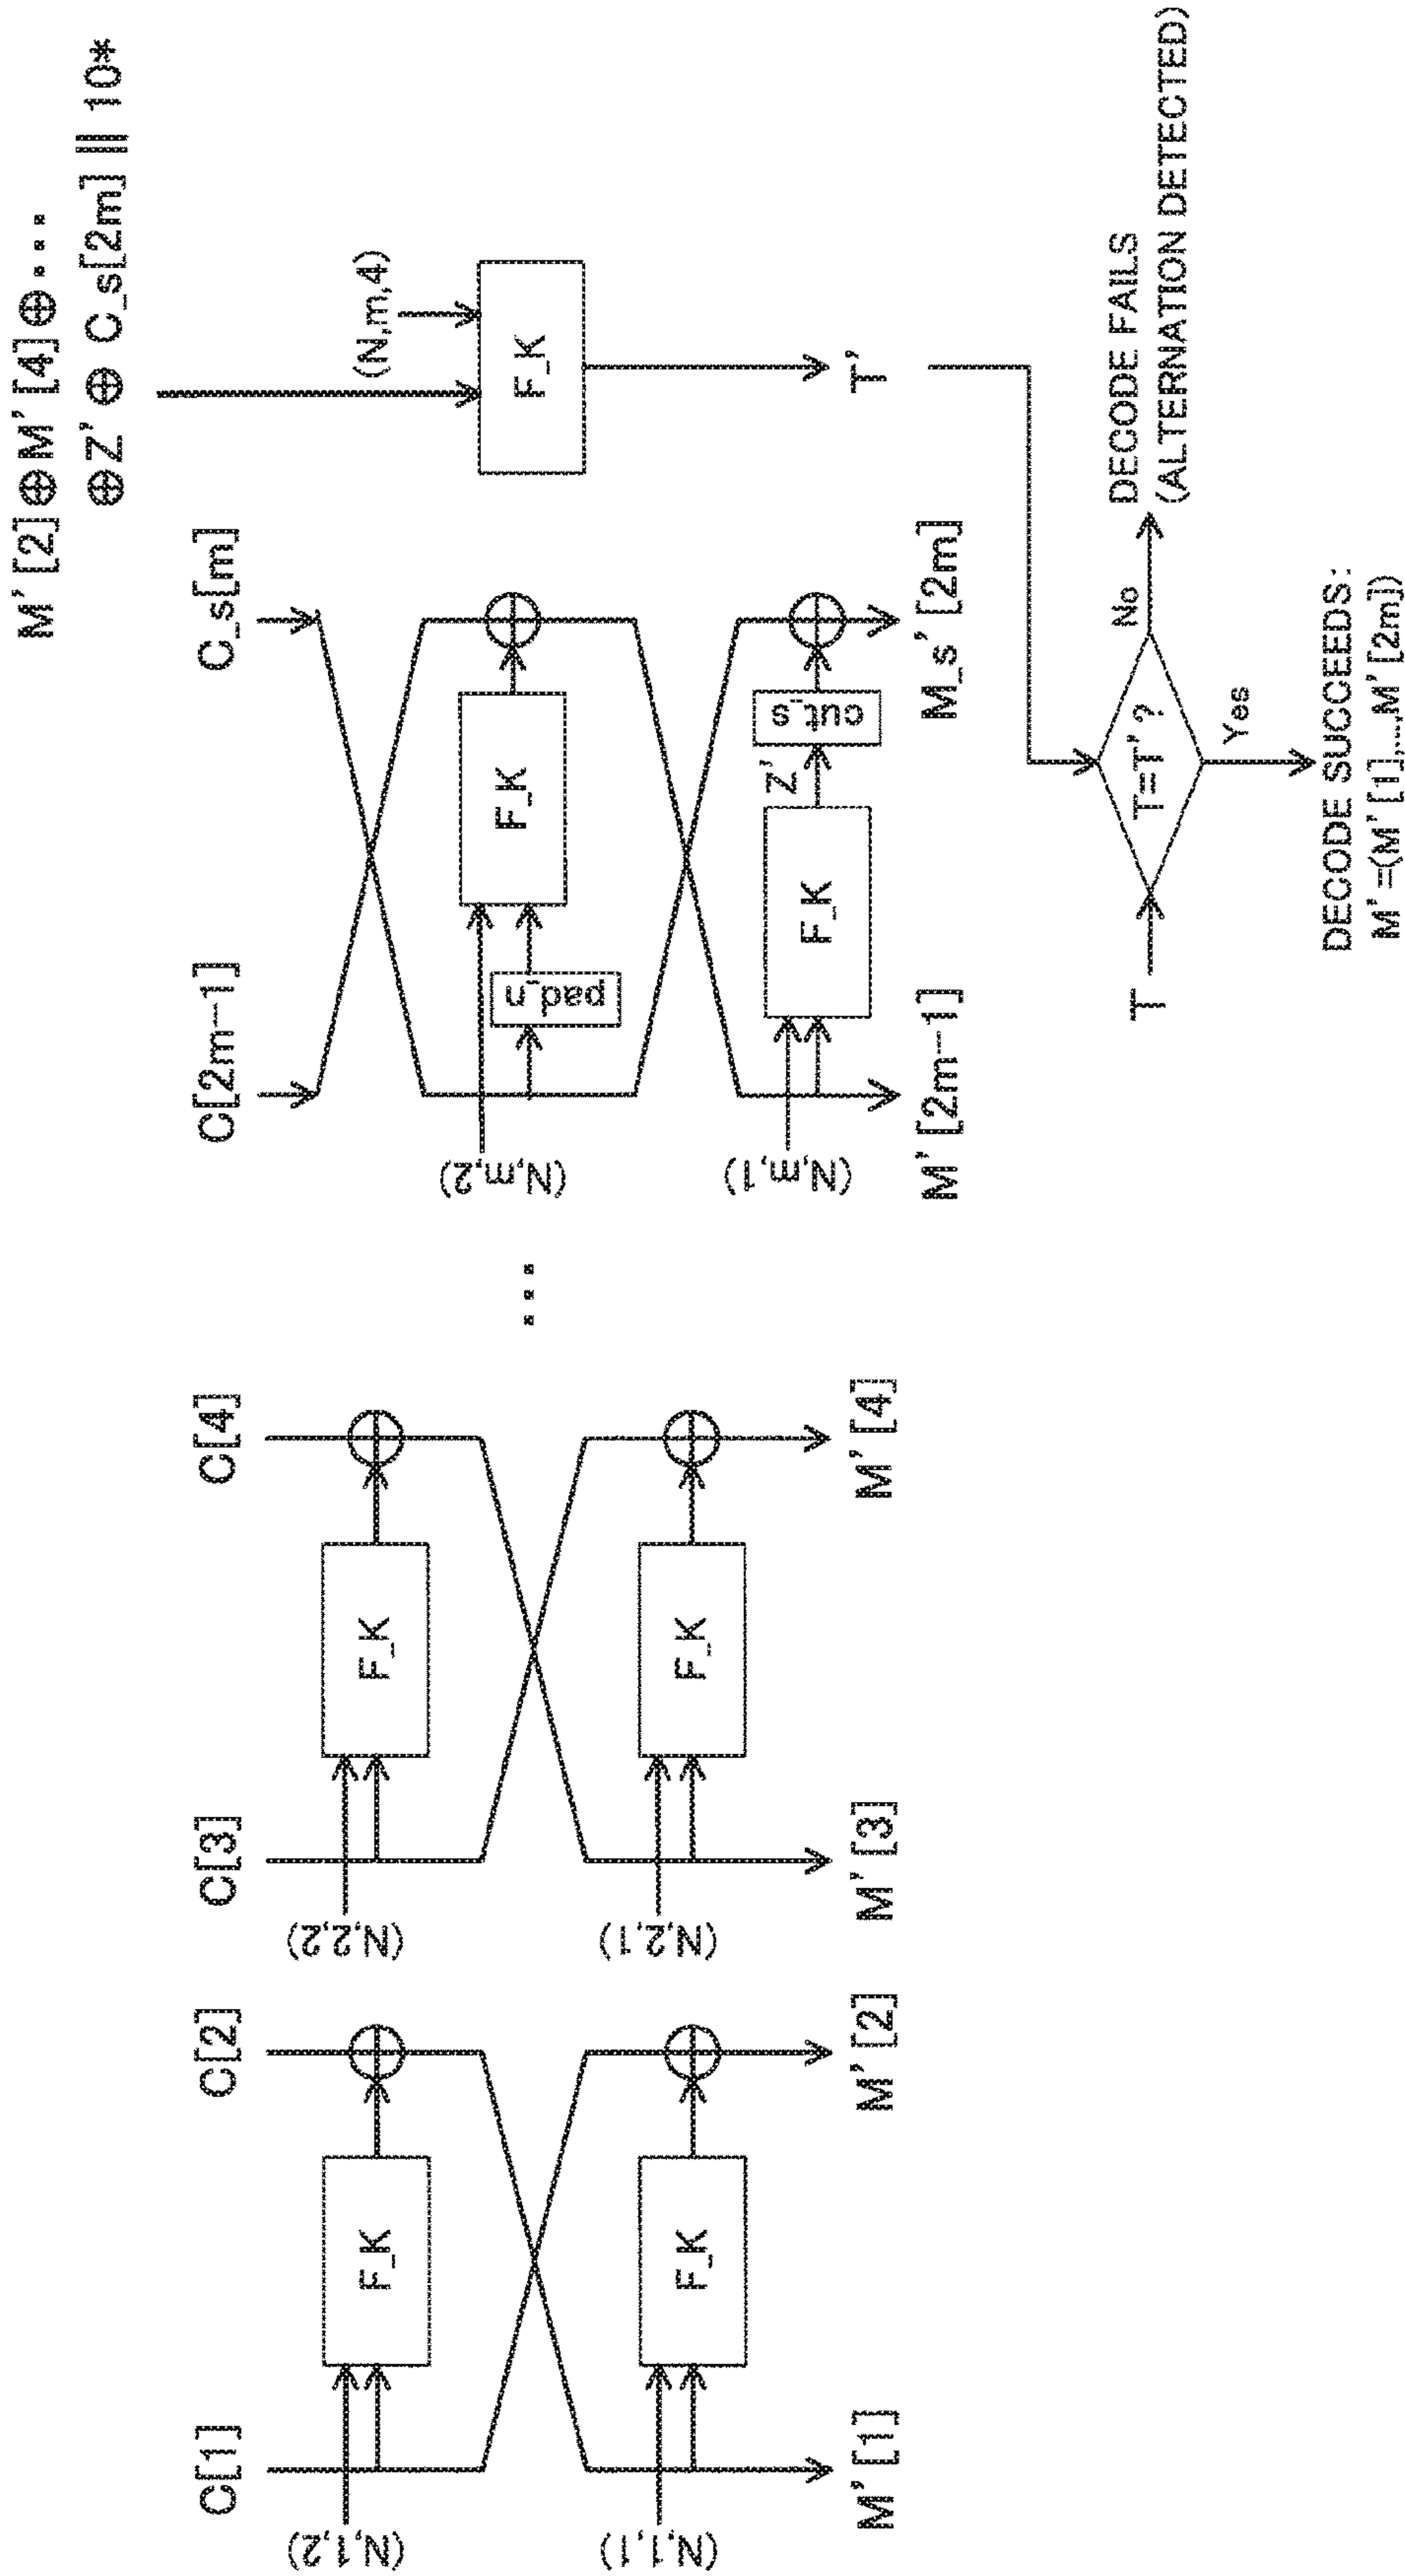 C[1]
C[2]
(N,1,2)
F_K
(N,1,1)
F_K
M'[1]
M'[2]
C[3]
C[4]
(N,2,2)
F_K
(N,2,1)
F_K
M'[3]
M'[4]
...
C[2m−1]
C_s[m]
(N,m,2)
pad_n
F_K
(N,m,1)
F_K
Z'
cut_s
M'[2m−1]
M_s'[2m]
M'[2]⊕M'[4]⊕...
⊕Z'⊕C_s[2m] ||| 10*
(N,m,4)
F_K
T'
T
T=T'?
No
DECODE FAILS
(ALTERNATION DETECTED)
Yes
DECODE SUCCEEDS:
M'=(M'[1],...,M'[2m])